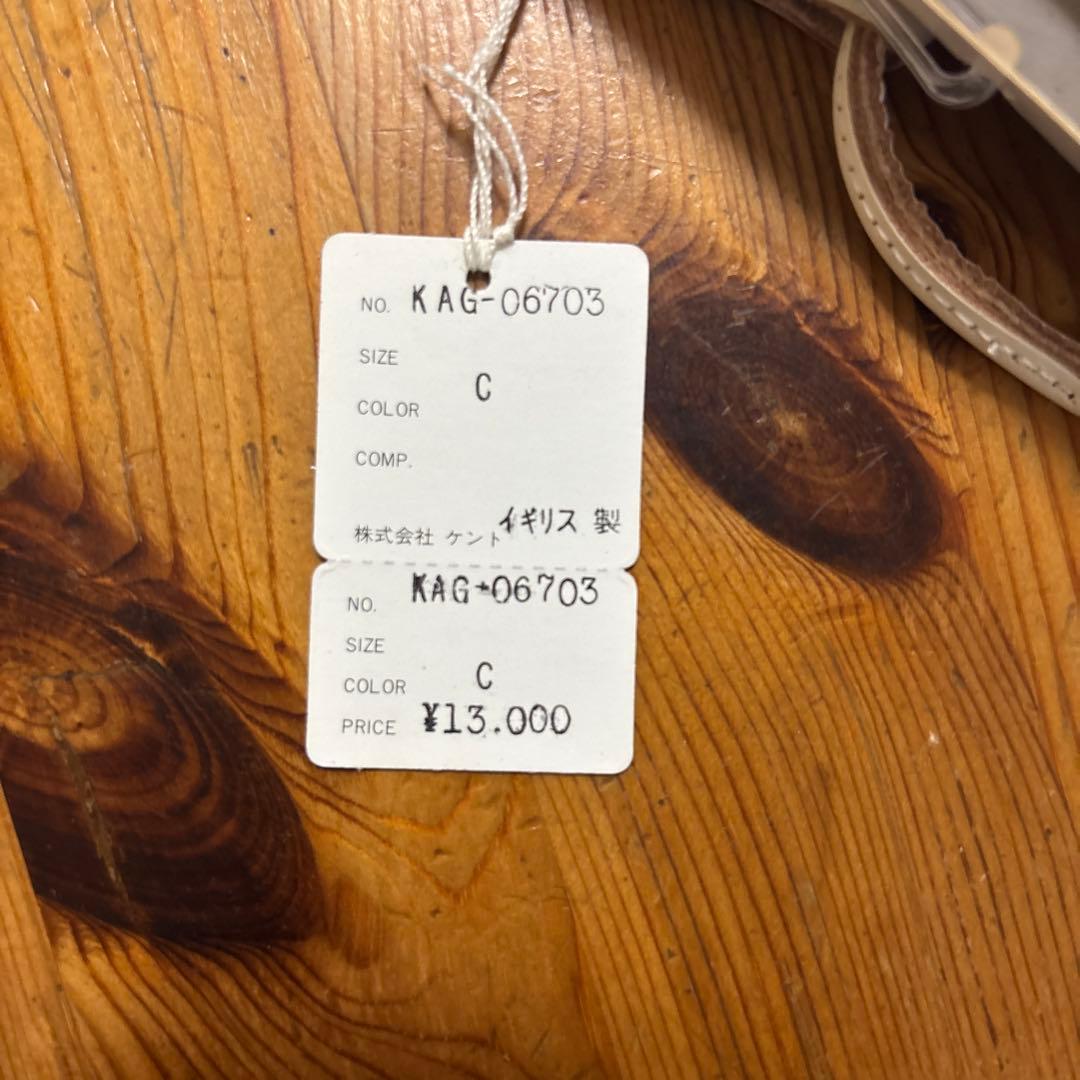 NO. KAG-06703
SIZE
C
COLOR
COMP.
株式会社 ケント イギリス 製
NO. KAG-06703
SIZE
COLOR C
PRICE ¥13.000